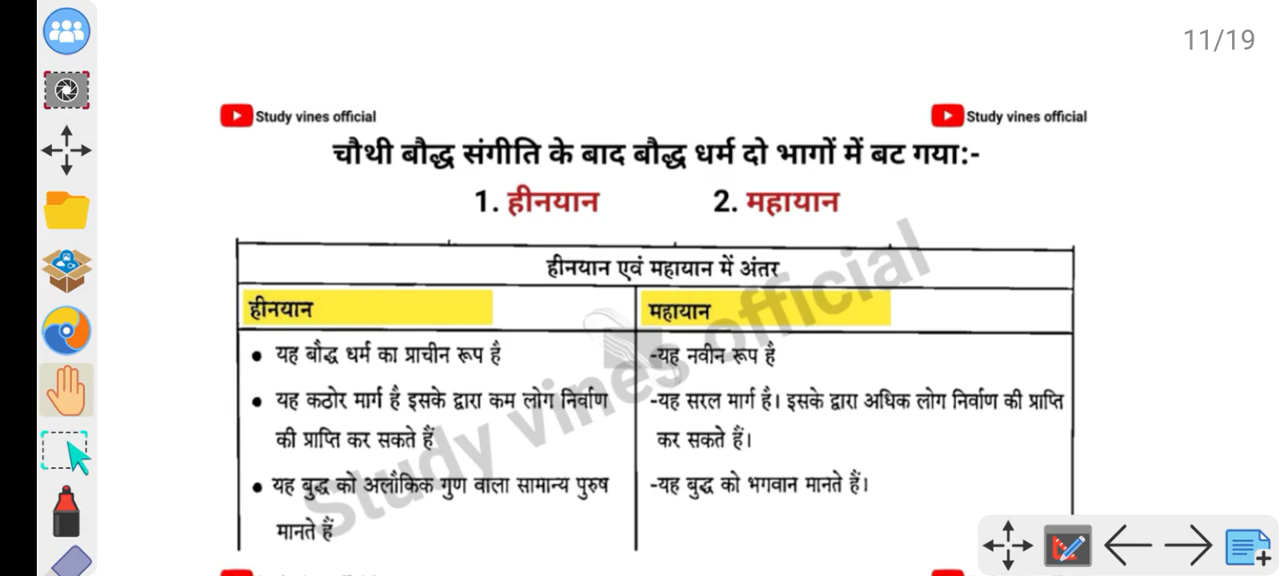 11/19
Study vines official
Study vines official
चौथी बौद्ध संगीति के बाद बौद्ध धर्म दो भागों में बट गया:-
1. हीनयान 2. महायान
हीनयान एवं महायान में अंतर
हीनयान
महायान
• यह बौद्ध धर्म का प्राचीन रूप है
-यह नवीन रूप है
• यह कठोर मार्ग है इसके द्वारा कम लोग निर्वाण
की प्राप्ति कर सकते हैं
-यह सरल मार्ग है। इसके द्वारा अधिक लोग निर्वाण की प्राप्ति
कर सकते हैं।
• यह बुद्ध को अलौकिक गुण वाला सामान्य पुरुष
मानते हैं
-यह बुद्ध को भगवान मानते हैं।
Study vines official